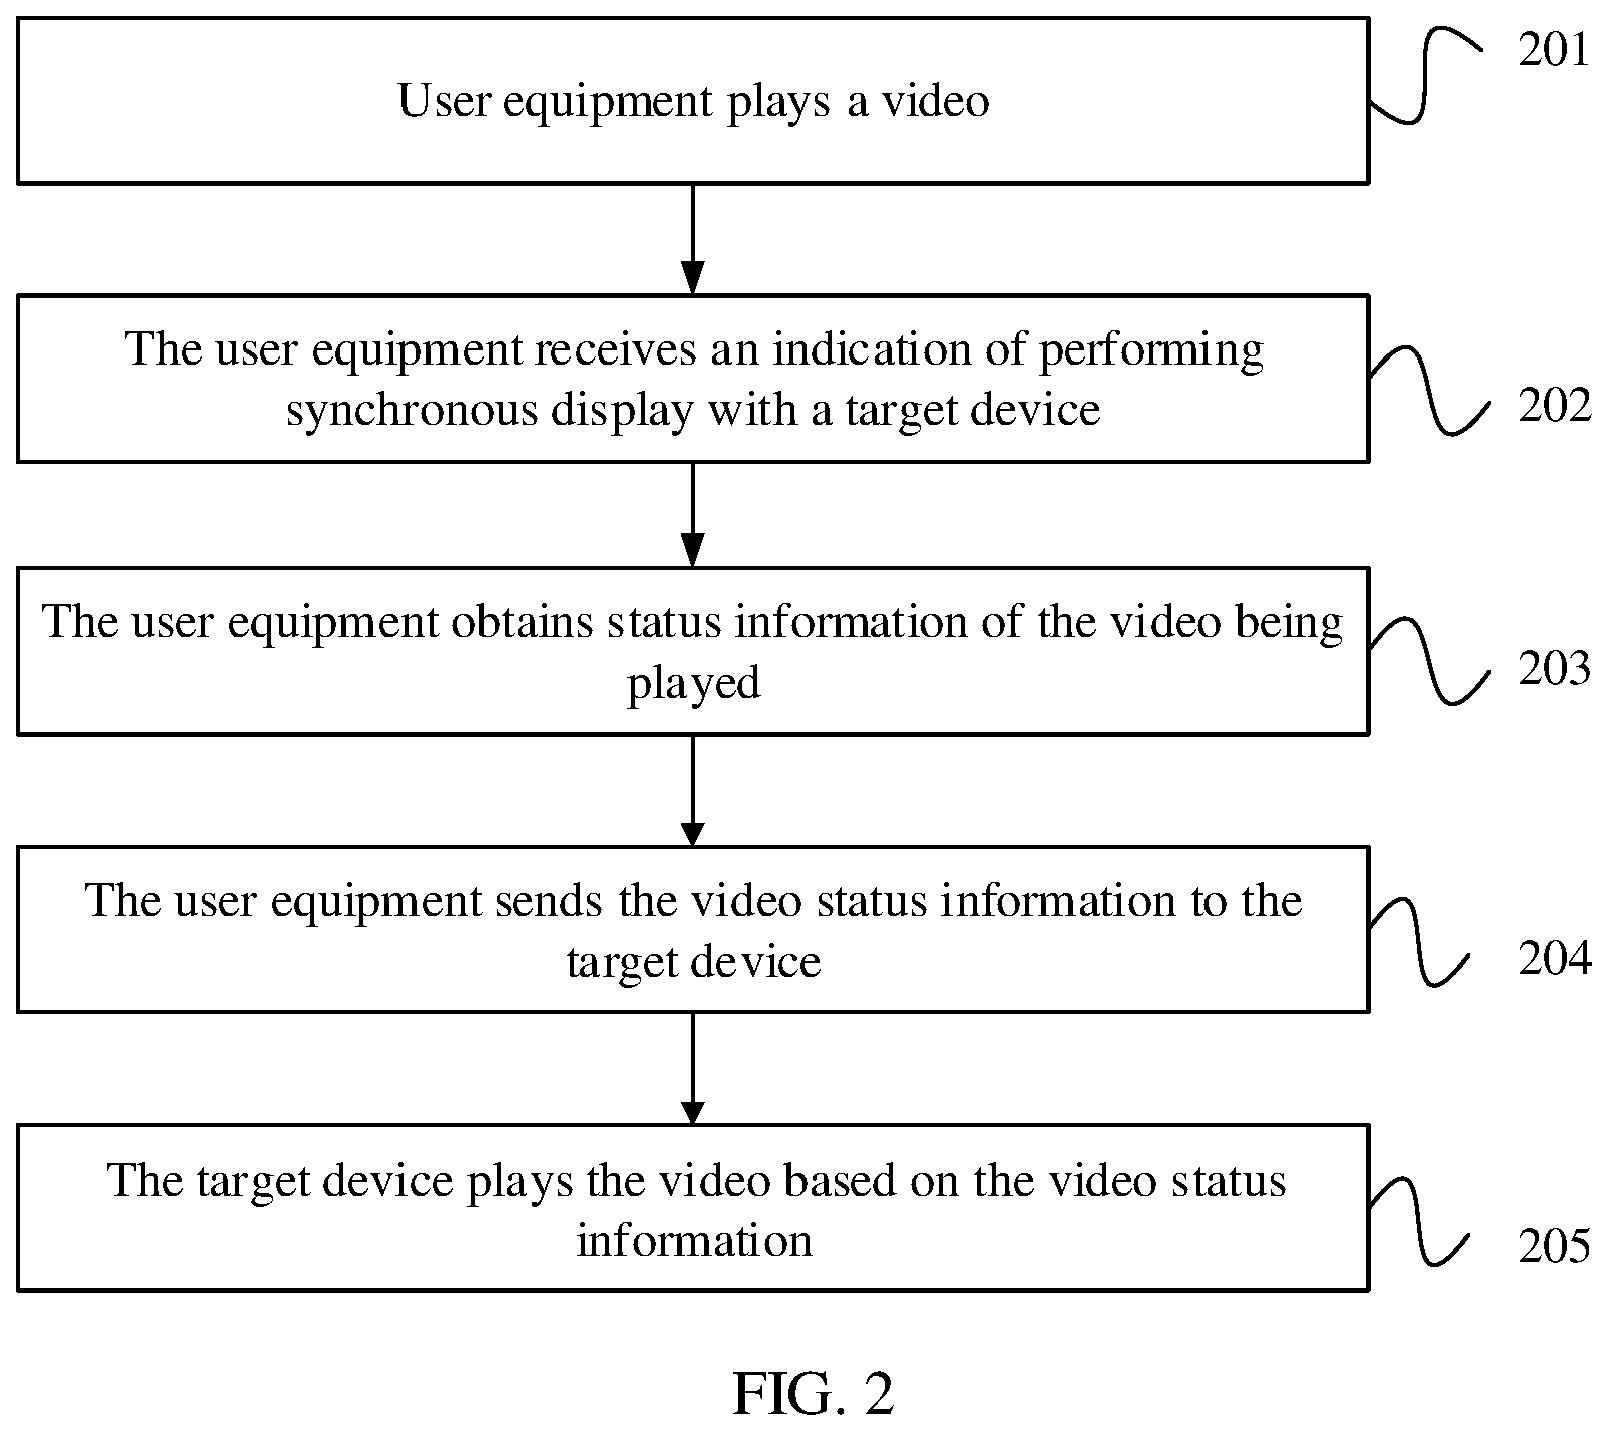 User equipment plays a video
201
The user equipment receives an indication of performing
synchronous display with a target device
202
The user equipment obtains status information of the video being
played
203
The user equipment sends the video status information to the
target device
204
The target device plays the video based on the video status
information
205
FIG. 2